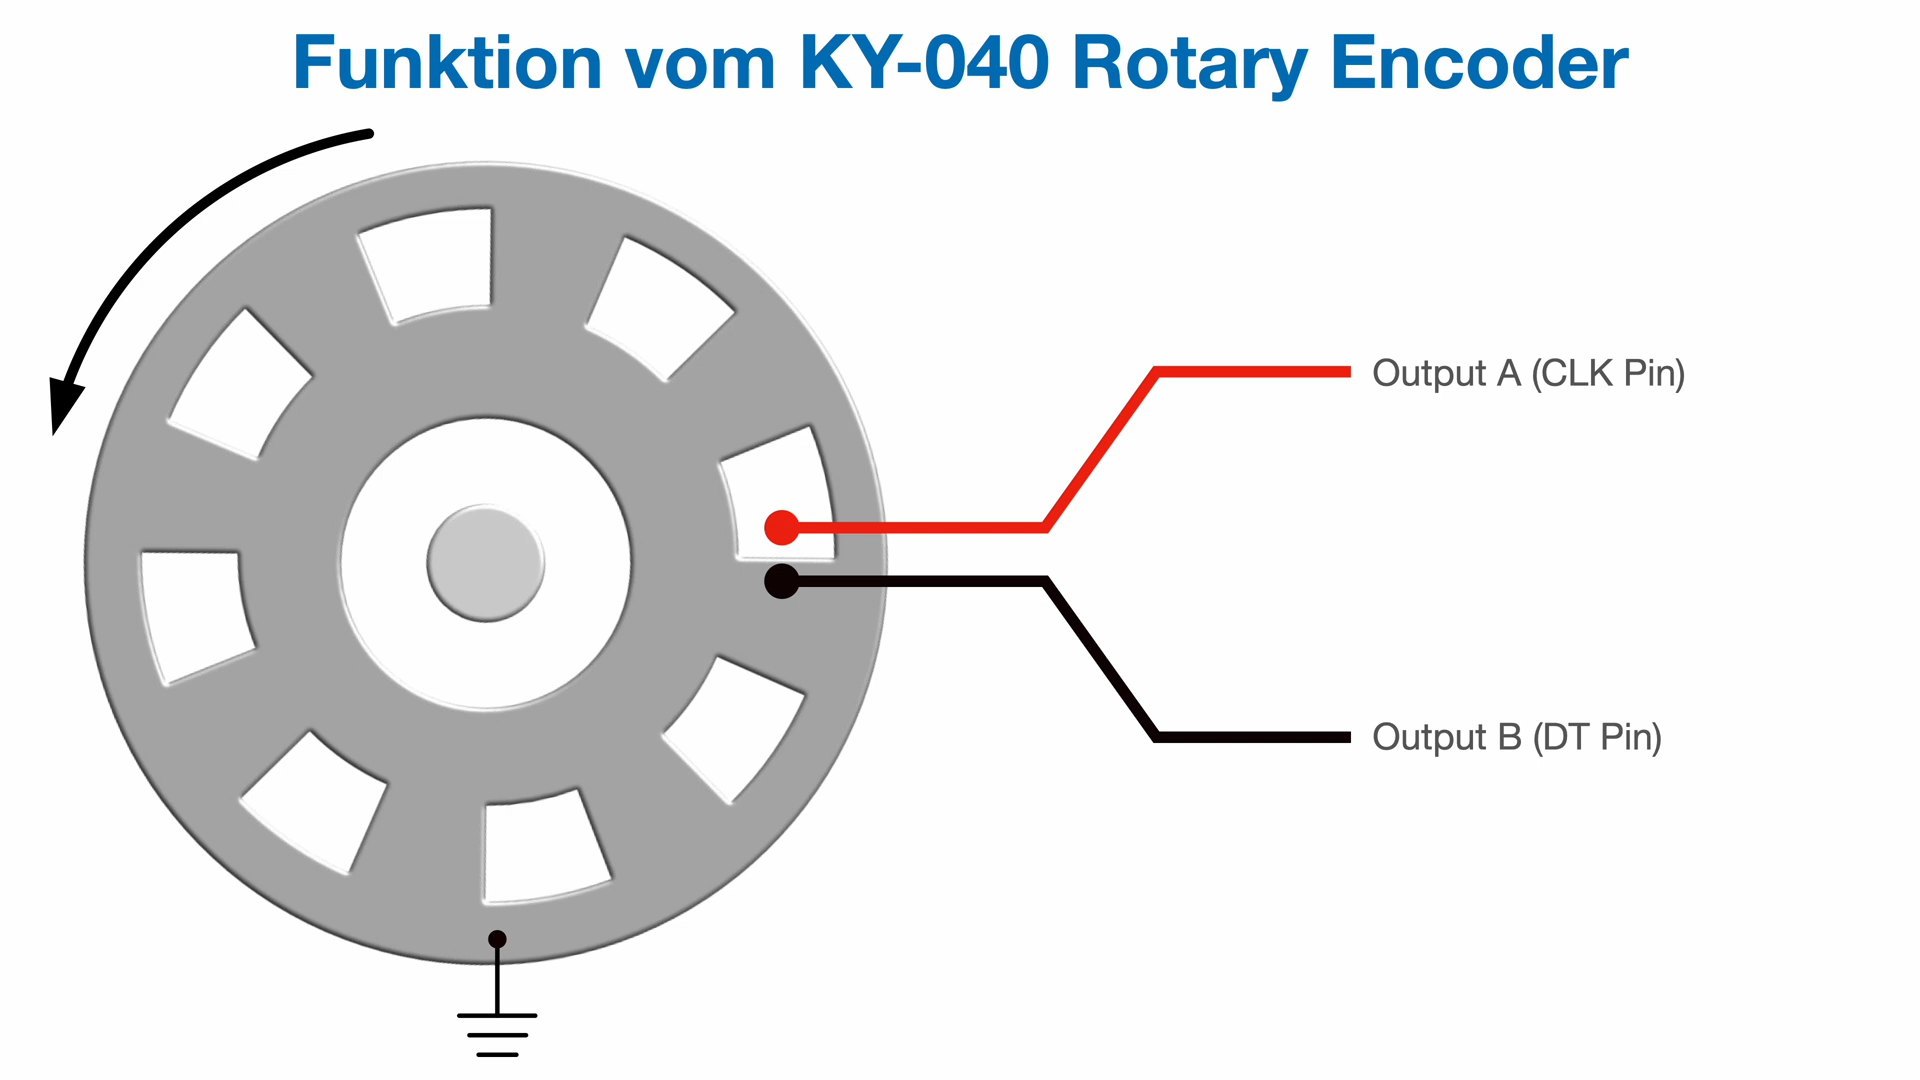 Funktion vom KY-040 Rotary Encoder
Output A (CLK Pin)
Output B (DT Pin)